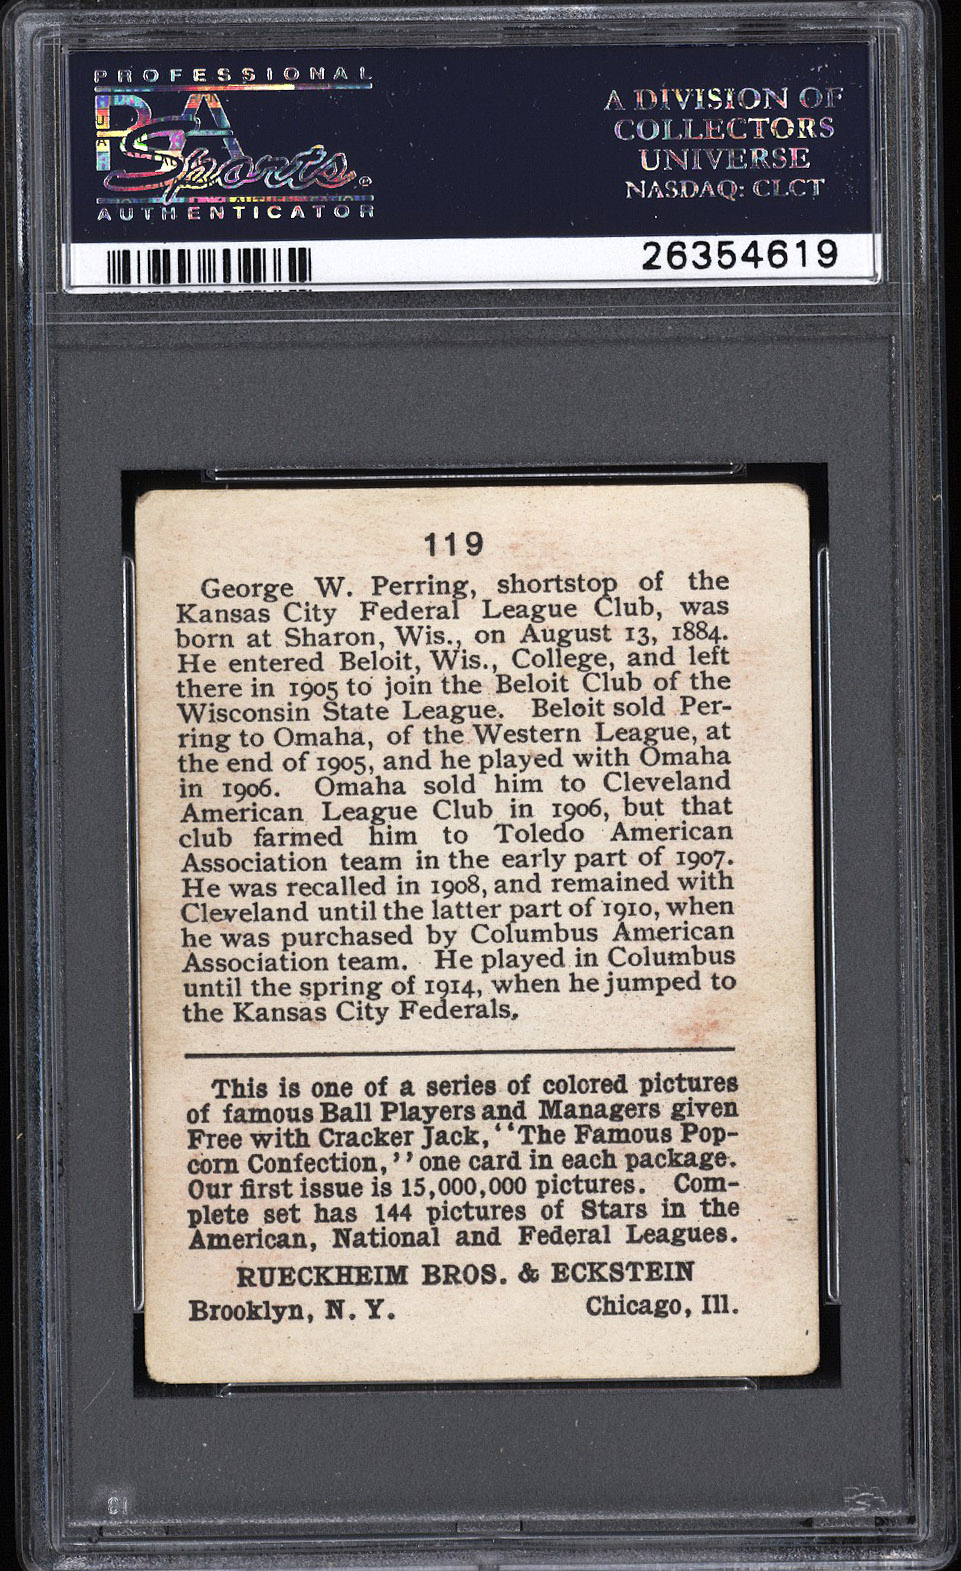 PROFESSIONAL
PSA
Sports®
AUTHENTICATOR
A DIVISION OF
COLLECTORS
UNIVERSE
NASDAQ: CLCT
26354619
119
George W. Perring, shortstop of the
Kansas City Federal League Club, was
born at Sharon, Wis., on August 13, 1884.
He entered Beloit, Wis., College, and left
there in 1905 to join the Beloit Club of the
Wisconsin State League. Beloit sold Per-
ring to Omaha, of the Western League, at
the end of 1905, and he played with Omaha
in 1906. Omaha sold him to Cleveland
American League Club in 1906, but that
club farmed him to Toledo American
Association team in the early part of 1907.
He was recalled in 1908, and remained with
Cleveland until the latter part of 1910, when
he was purchased by Columbus American
Association team. He played in Columbus
until the spring of 1914, when he jumped to
the Kansas City Federals.
This is one of a series of colored pictures
of famous Ball Players and Managers given
Free with Cracker Jack, "The Famous Pop-
corn Confection," one card in each package.
Our first issue is 15,000,000 pictures. Com-
plete set has 144 pictures of Stars in the
American, National and Federal Leagues.
RUECKHEIM BROS. & ECKSTEIN
Brooklyn, N. Y. Chicago, Ill.